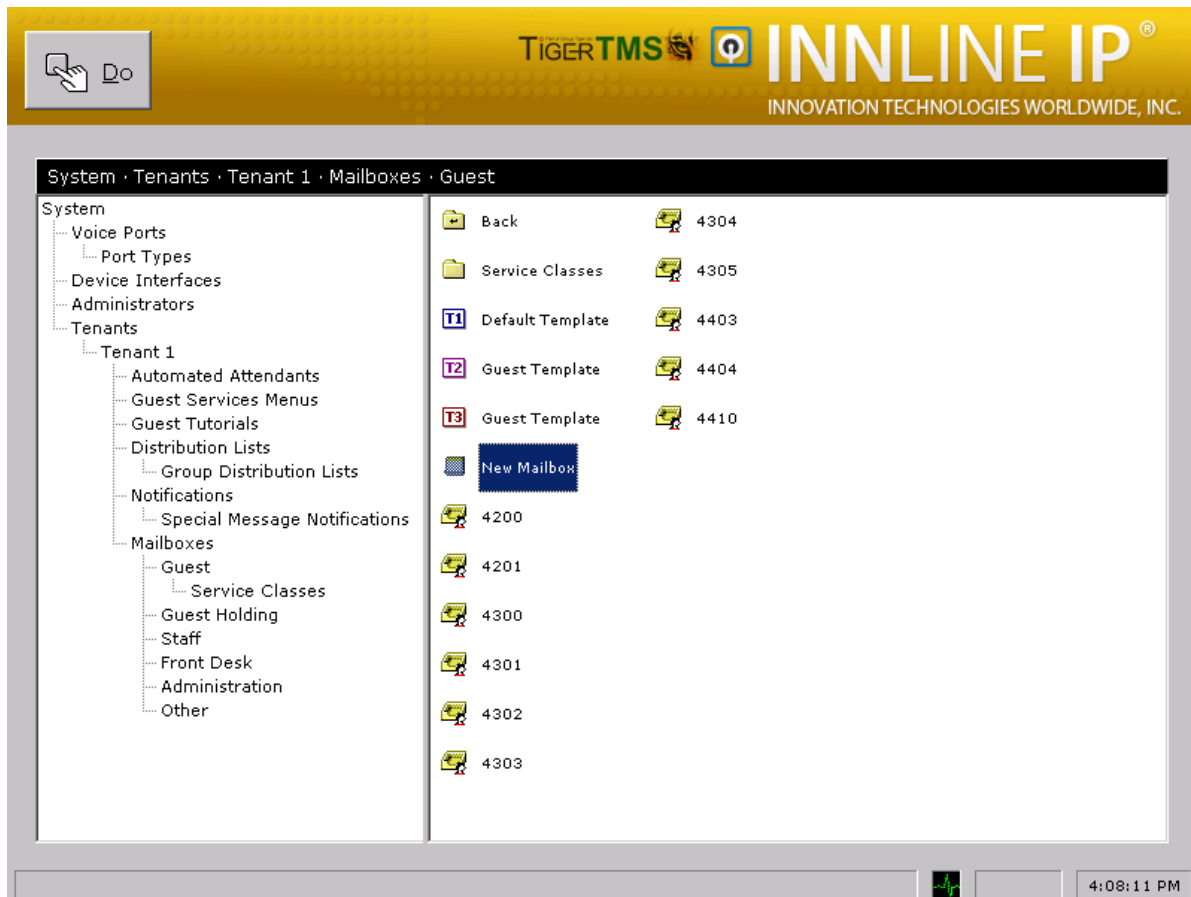 Do
TIGERTMS
INNLINE IP®
INNOVATION TECHNOLOGIES WORLDWIDE, INC.
System · Tenants · Tenant 1 · Mailboxes · Guest
System
Voice Ports
Port Types
Device Interfaces
Administrators
Tenants
Tenant 1
Automated Attendants
Guest Services Menus
Guest Tutorials
Distribution Lists
Group Distribution Lists
Notifications
Special Message Notifications
Mailboxes
Guest
Service Classes
Guest Holding
Staff
Front Desk
Administration
Other
Back
Service Classes
T1 Default Template
T2 Guest Template
T3 Guest Template
New Mailbox
4200
4201
4300
4301
4302
4303
4304
4305
4403
4404
4410
4:08:11 PM